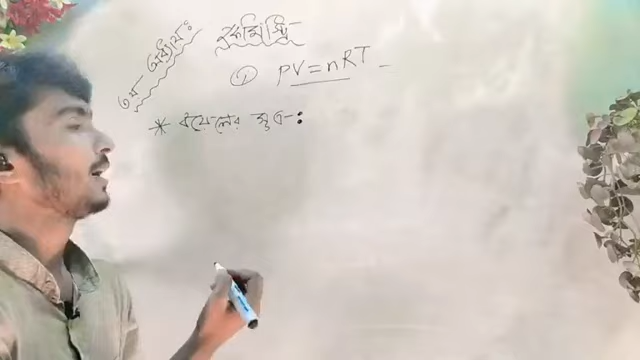 ৩য় অধ্যায়ঃ
কেমিস্ট্রি-
① PV = nRT -
* বয়েলের সূত্র-: